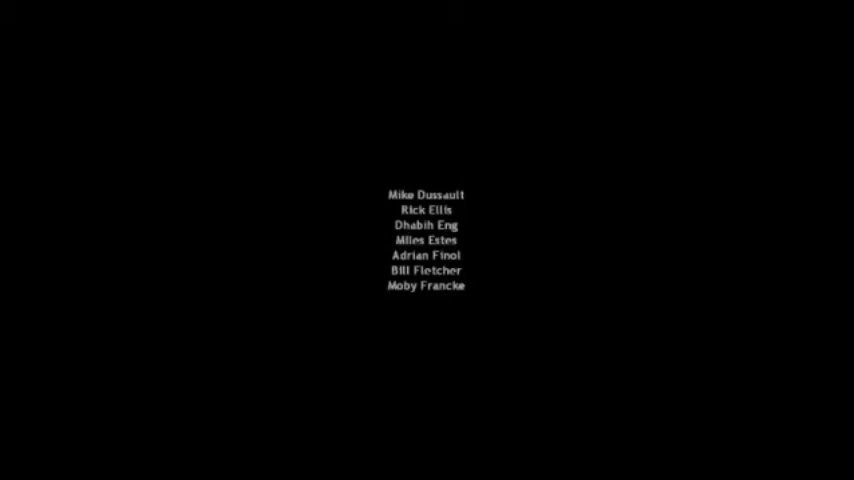 Mike Dussault
Rick Ellis
Dhabih Eng
Miles Estes
Adrian Finol
Bill Fletcher
Moby Francke